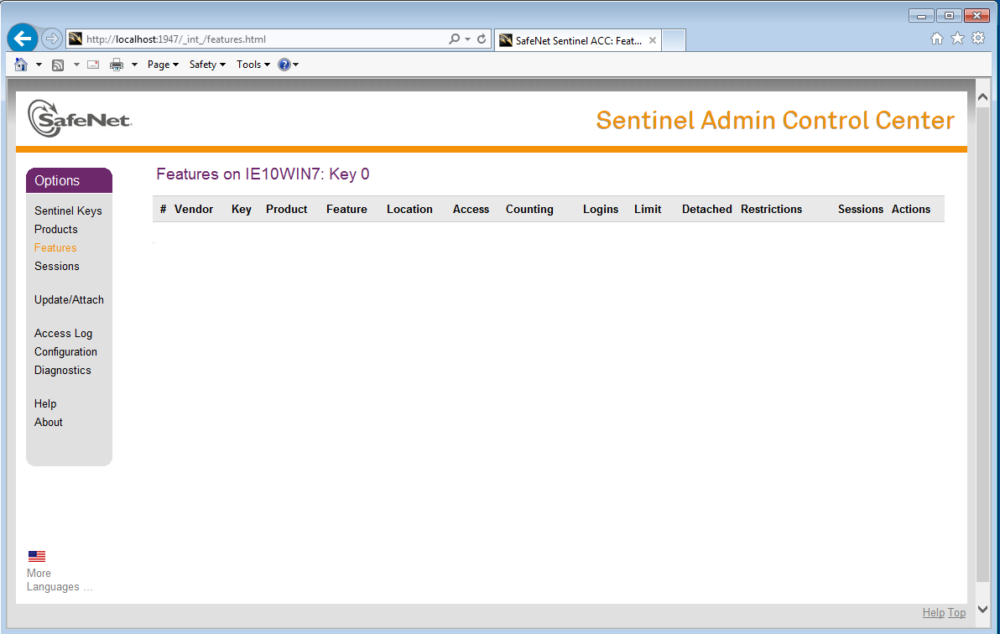 http://localhost:1947/_int_/features.html
SafeNet Sentinel ACC: Feat...
Page Safety Tools
SafeNet.
Sentinel Admin Control Center
Options
Sentinel Keys
Products
Features
Sessions
Update/Attach
Access Log
Configuration
Diagnostics
Help
About
Features on IE10WIN7: Key 0
# Vendor Key Product Feature Location Access Counting Logins Limit Detached Restrictions Sessions Actions
More
Languages ...
Help Top